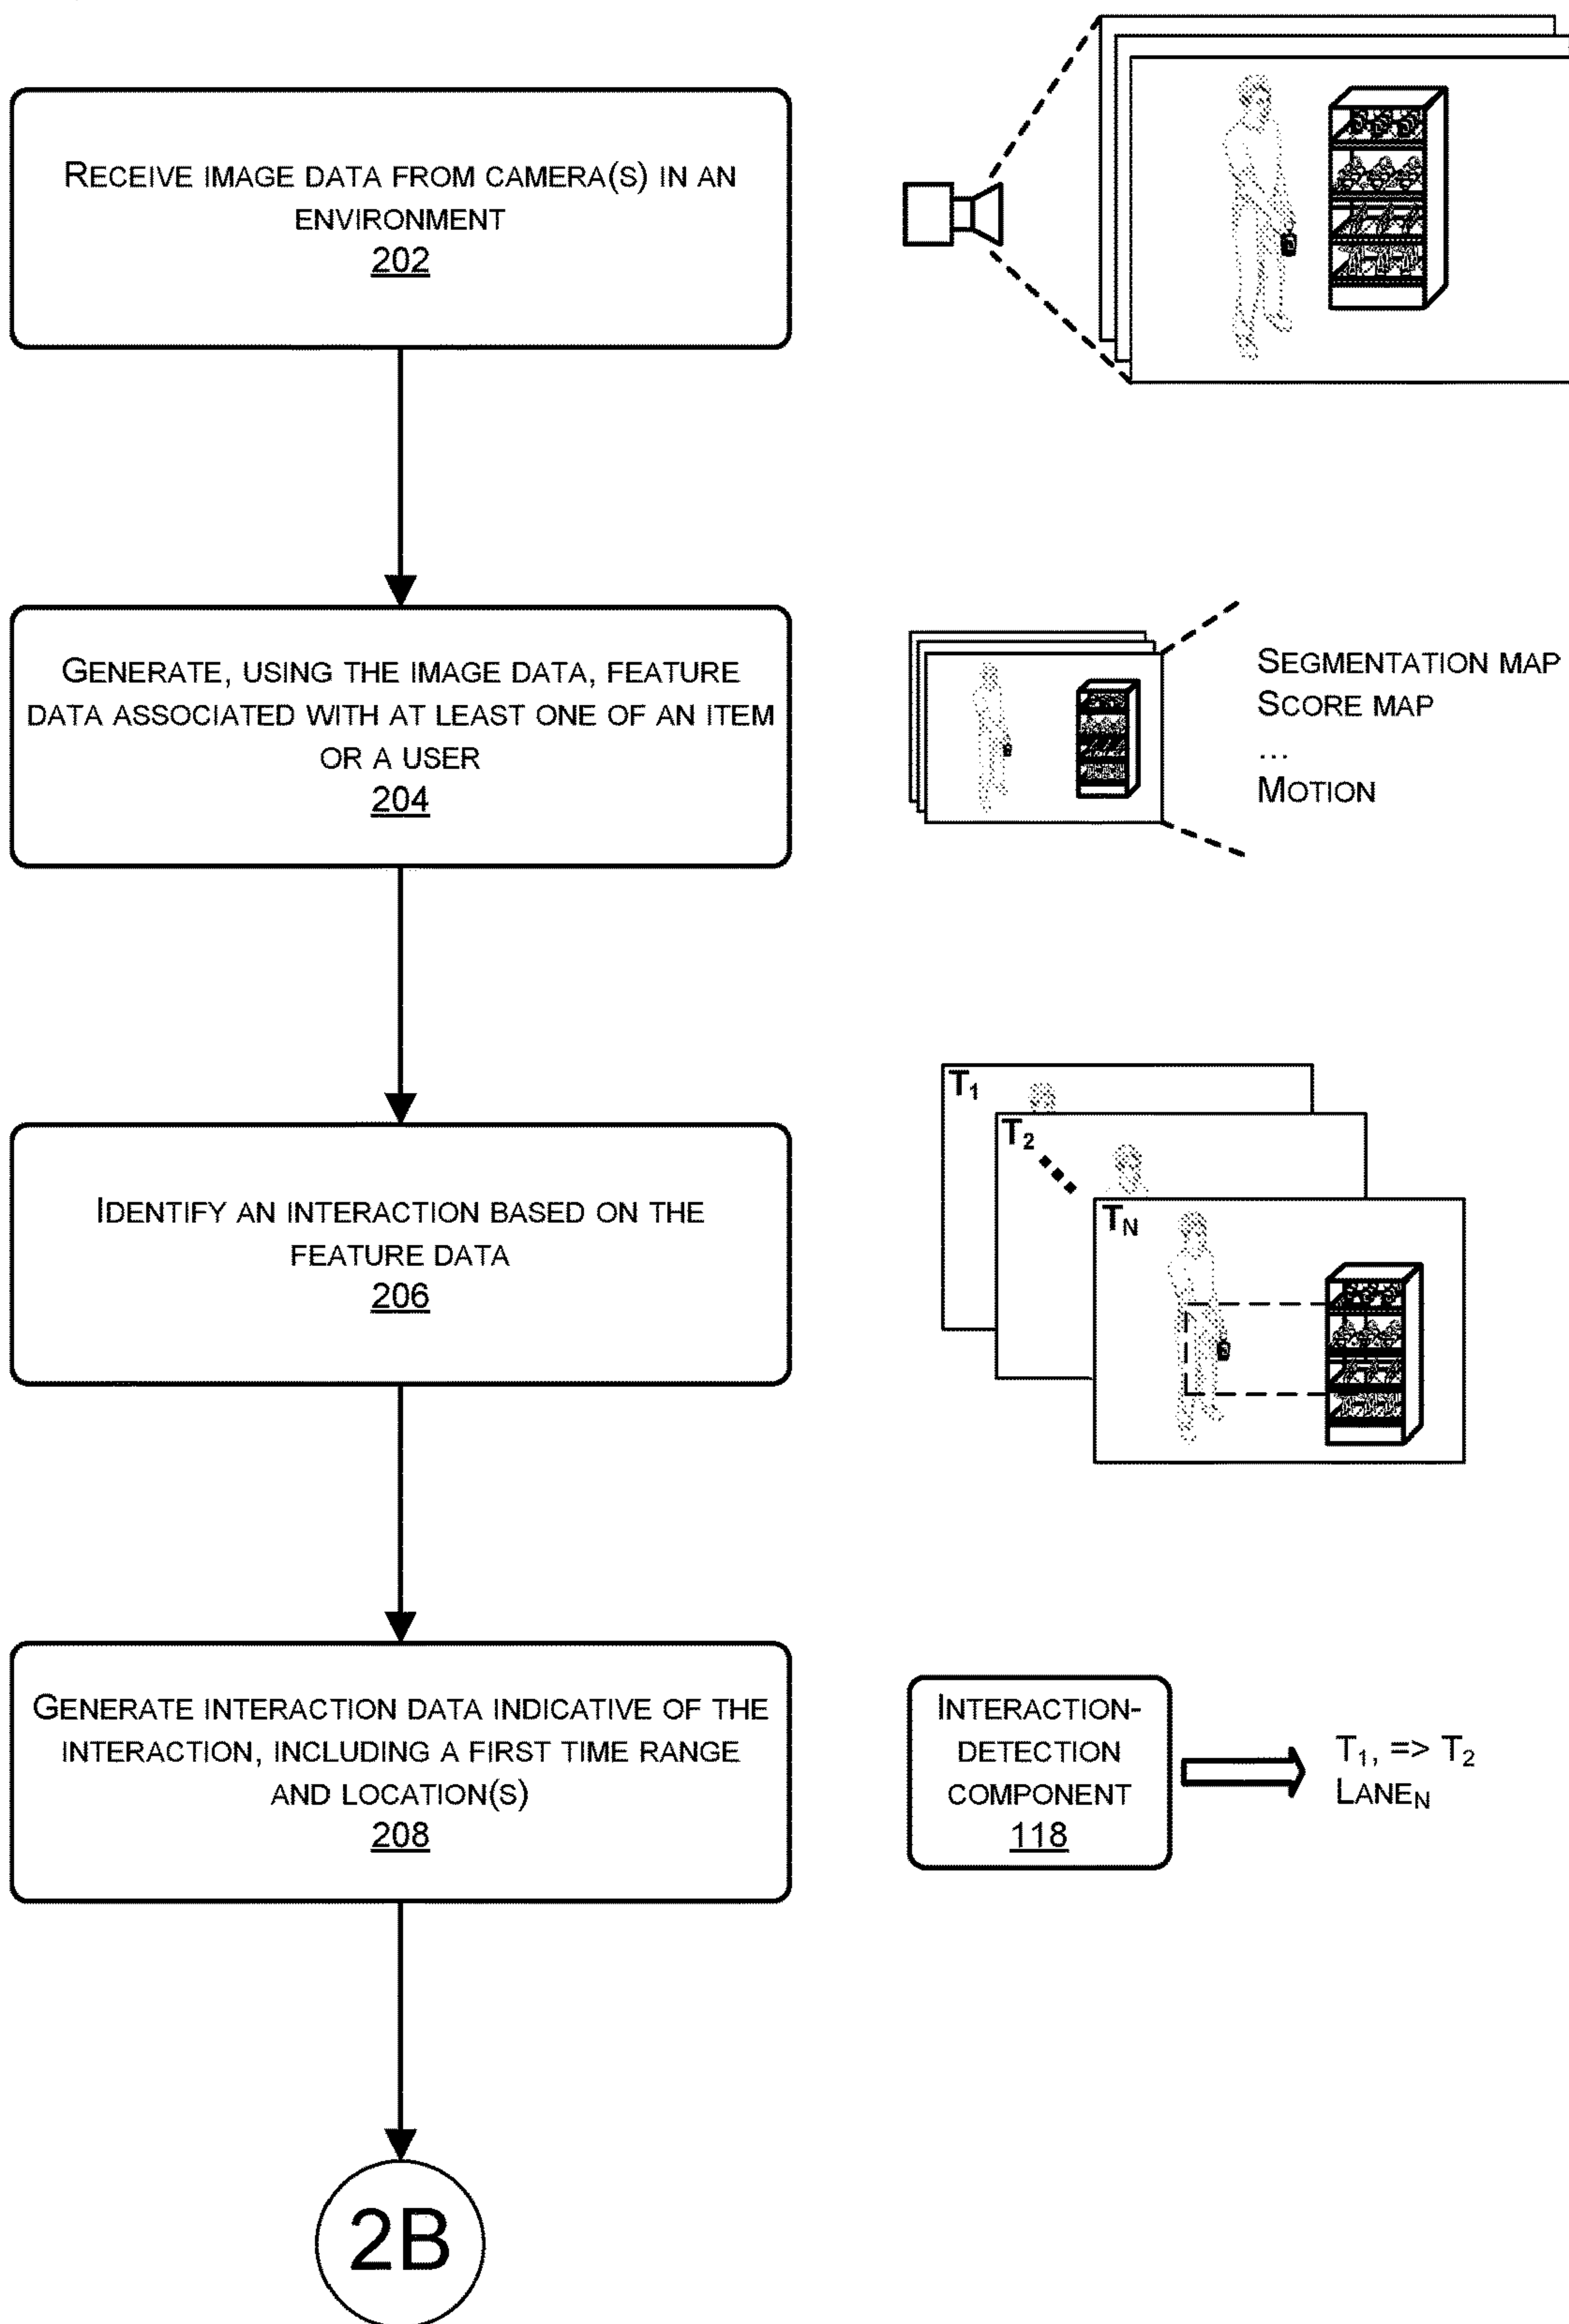 RECEIVE IMAGE DATA FROM CAMERA(S) IN AN
ENVIRONMENT
202
GENERATE, USING THE IMAGE DATA, FEATURE
DATA ASSOCIATED WITH AT LEAST ONE OF AN ITEM
OR A USER
204
SEGMENTATION MAP
SCORE MAP
...
MOTION
IDENTIFY AN INTERACTION BASED ON THE
FEATURE DATA
206
T1
T2
TN
GENERATE INTERACTION DATA INDICATIVE OF THE
INTERACTION, INCLUDING A FIRST TIME RANGE
AND LOCATION(S)
208
INTERACTION-
DETECTION
COMPONENT
118
T1, => T2
LANEN
2B